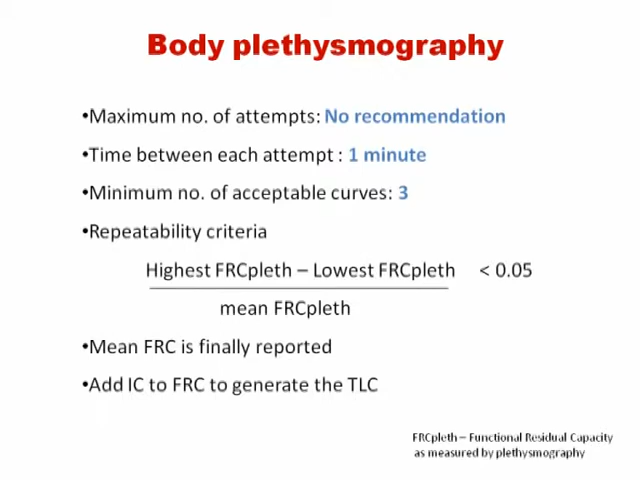 Body plethysmography
•Maximum no. of attempts: No recommendation
•Time between each attempt : 1 minute
•Minimum no. of acceptable curves: 3
•Repeatability criteria
Highest FRCpleth – Lowest FRCpleth < 0.05
mean FRCpleth
•Mean FRC is finally reported
•Add IC to FRC to generate the TLC
FRCpleth – Functional Residual Capacity
as measured by plethysmography